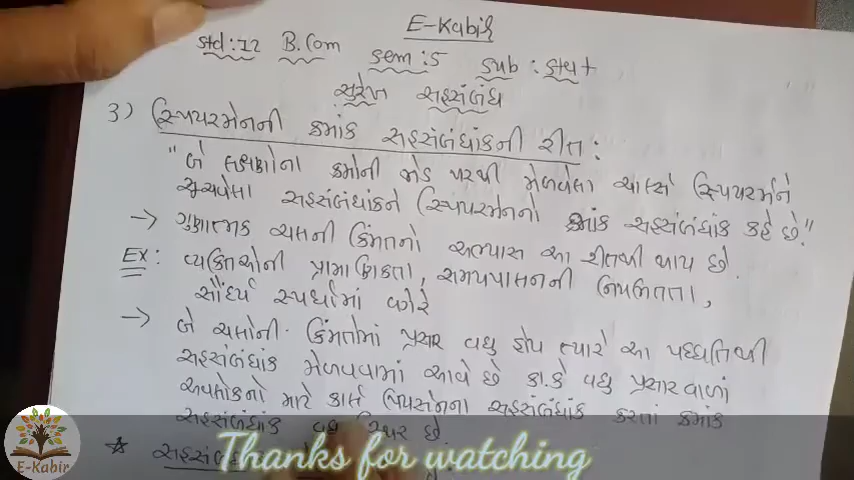 E-Kabir
Std : 12 B.Com Sem : 5 Sub : સ્ટેટ
સુરેખ સહસંબંધ
3) સ્પિયરમેનની ક્રમાંક સહસંબંધાંકની રીત :
"બે લક્ષણોના ક્રમોની જોડ પરથી મેળવેલા ચાર્લ્સ સ્પિયરમેને
સૂચવેલા સહસંબંધાંકને સ્પિયરમેનનો ક્રમાંક સહસંબંધાંક કહે છે."
→ ગુણાત્મક ચલની કિંમતનો અભ્યાસ આ રીતથી થાય છે.
Ex : વ્યક્તિઓની પ્રામાણિકતા, સમયપાલનની નિયમિતતા,
સૌંદર્ય સ્પર્ધામાં વગેરે
→ બે ચલોની કિંમતોમાં પ્રસાર વધુ હોય ત્યારે આ પધ્ધતિથી
સહસંબંધાંક મેળવવામાં આવે છે કા.કે વધુ પ્રસારવાળાં
અવલોકનો માટે કાર્લ પિયર્સનના સહસંબંધાંક કરતાં ક્રમાંક
સહસંબંધાંક વધુ સ્થિર છે.
Thanks for watching
E-Kabir